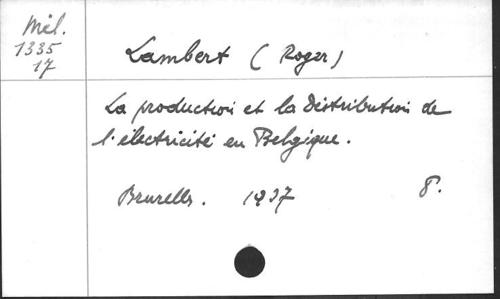 Mél.
1335
17
Lambert (Roger)
La production et la distribution de
l'électricité en Belgique.
Bruxelles. 1937 8°.